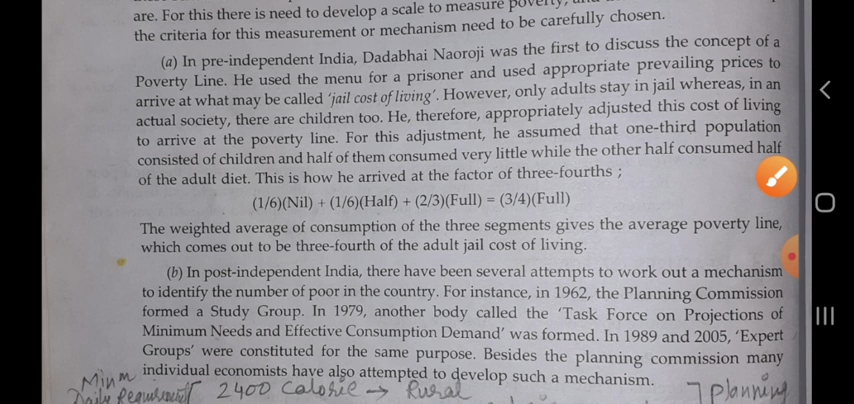 are. For this there is need to develop a scale to measure poverty, and
the criteria for this measurement or mechanism need to be carefully chosen.
(a) In pre-independent India, Dadabhai Naoroji was the first to discuss the concept of a
Poverty Line. He used the menu for a prisoner and used appropriate prevailing prices to
arrive at what may be called 'jail cost of living'. However, only adults stay in jail whereas, in an
actual society, there are children too. He, therefore, appropriately adjusted this cost of living
to arrive at the poverty line. For this adjustment, he assumed that one-third population
consisted of children and half of them consumed very little while the other half consumed half
of the adult diet. This is how he arrived at the factor of three-fourths ;
(1/6)(Nil) + (1/6)(Half) + (2/3)(Full) = (3/4)(Full)
The weighted average of consumption of the three segments gives the average poverty line,
which comes out to be three-fourth of the adult jail cost of living.
(b) In post-independent India, there have been several attempts to work out a mechanism
to identify the number of poor in the country. For instance, in 1962, the Planning Commission
formed a Study Group. In 1979, another body called the 'Task Force on Projections of
Minimum Needs and Effective Consumption Demand' was formed. In 1989 and 2005, 'Expert
Groups' were constituted for the same purpose. Besides the planning commission many
individual economists have also attempted to develop such a mechanism.
Minm
Daily Requirement 2400 Calorie → Rural
Planning